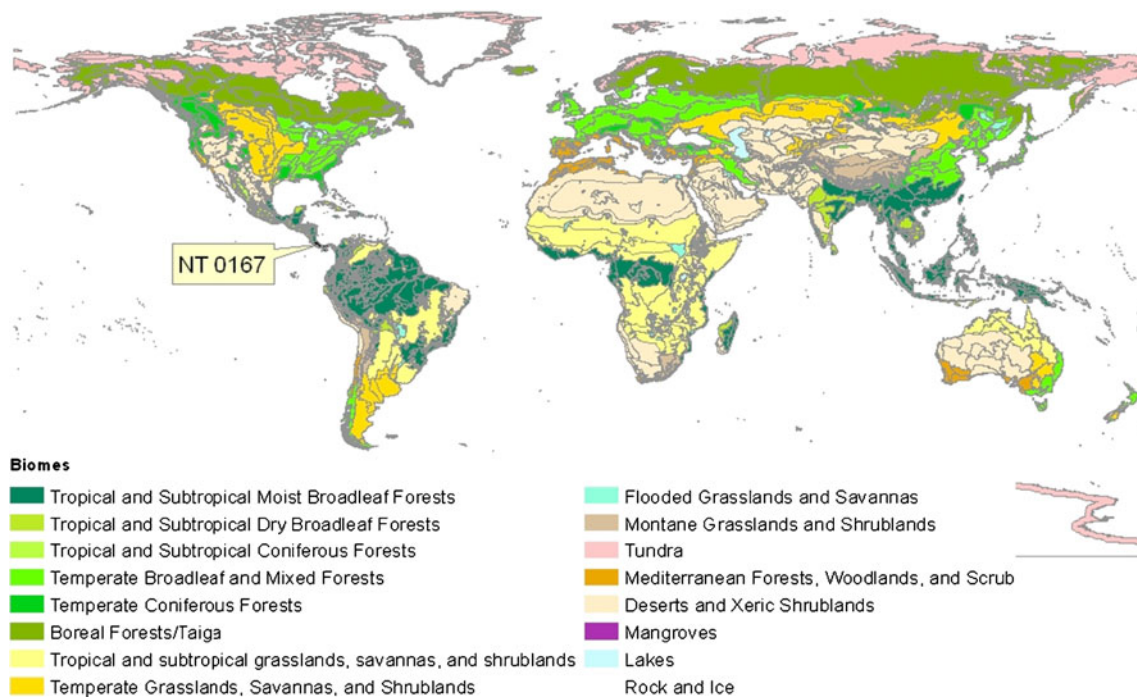 NT 0167
Biomes
Tropical and Subtropical Moist Broadleaf Forests
Tropical and Subtropical Dry Broadleaf Forests
Tropical and Subtropical Coniferous Forests
Temperate Broadleaf and Mixed Forests
Temperate Coniferous Forests
Boreal Forests/Taiga
Tropical and subtropical grasslands, savannas, and shrublands
Temperate Grasslands, Savannas, and Shrublands
Flooded Grasslands and Savannas
Montane Grasslands and Shrublands
Tundra
Mediterranean Forests, Woodlands, and Scrub
Deserts and Xeric Shrublands
Mangroves
Lakes
Rock and Ice